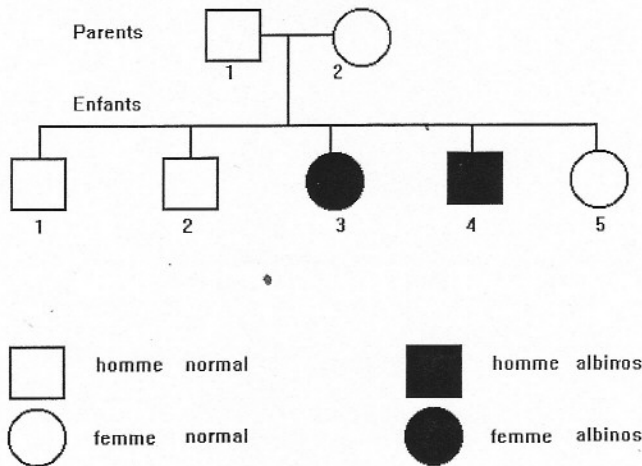 Parents
1 2
Enfants
1 2 3 4 5
homme normal homme albinos
femme normal femme albinos